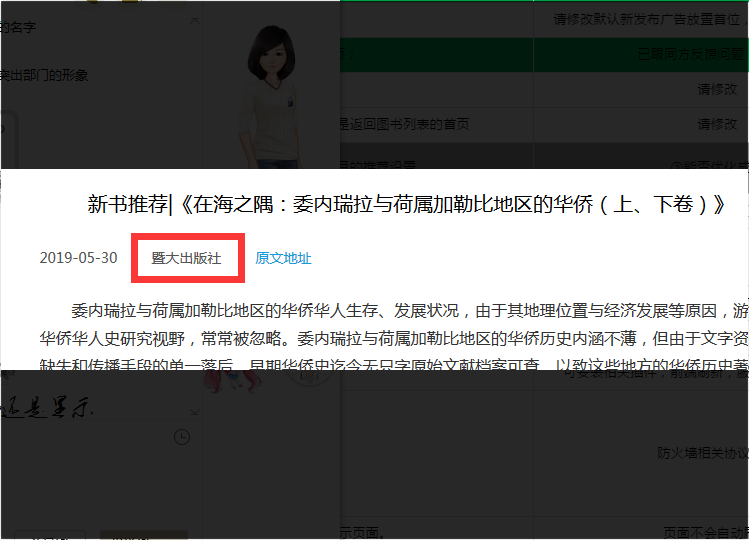 的名字
突出部门的形象
请修改默认新发布广告放置首位
请修改
是返回图书列表的首页
请修改
新书推荐|《在海之隅：委内瑞拉与荷属加勒比地区的华侨（上、下卷）》
2019-05-30 暨大出版社 原文地址
委内瑞拉与荷属加勒比地区的华侨华人生存、发展状况，由于其地理位置与经济发展等原因，游
华侨华人史研究视野，常常被忽略。委内瑞拉与荷属加勒比地区的华侨历史内涵不薄，但由于文字资
缺失和传播手段的单一落后，早期华侨史迄今无只字原始文献档案可查，以致这些地方的华侨历史著
还是显示.
防火墙相关协议
示页面。
页面不会自动